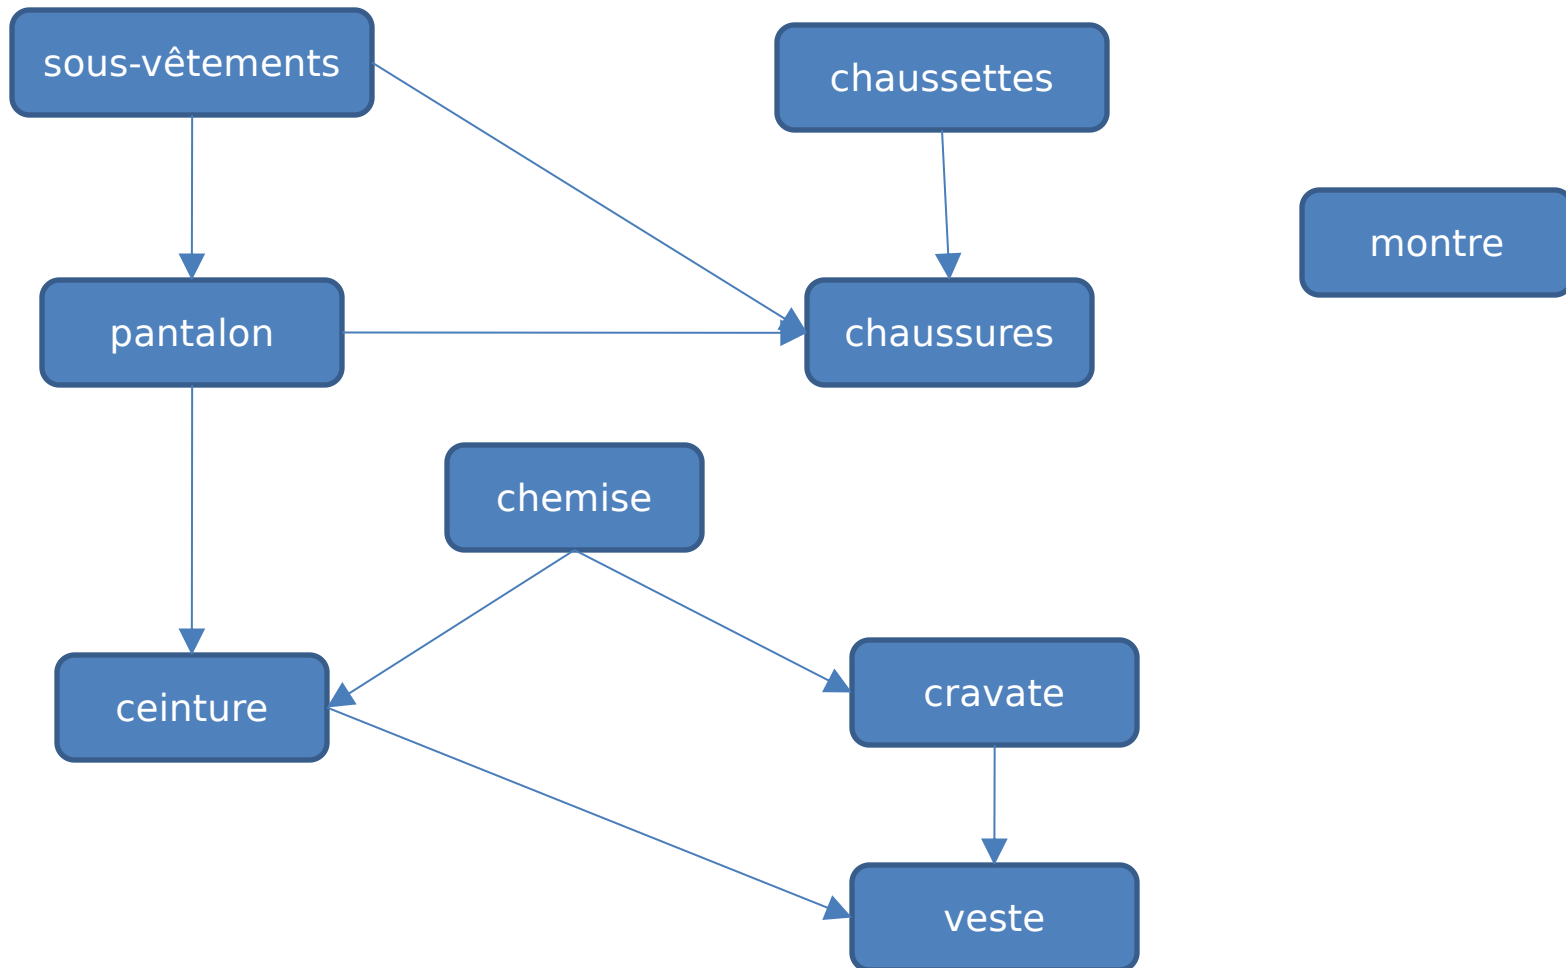 sous-vêtements
chaussettes
montre
pantalon
chaussures
chemise
ceinture
cravate
veste